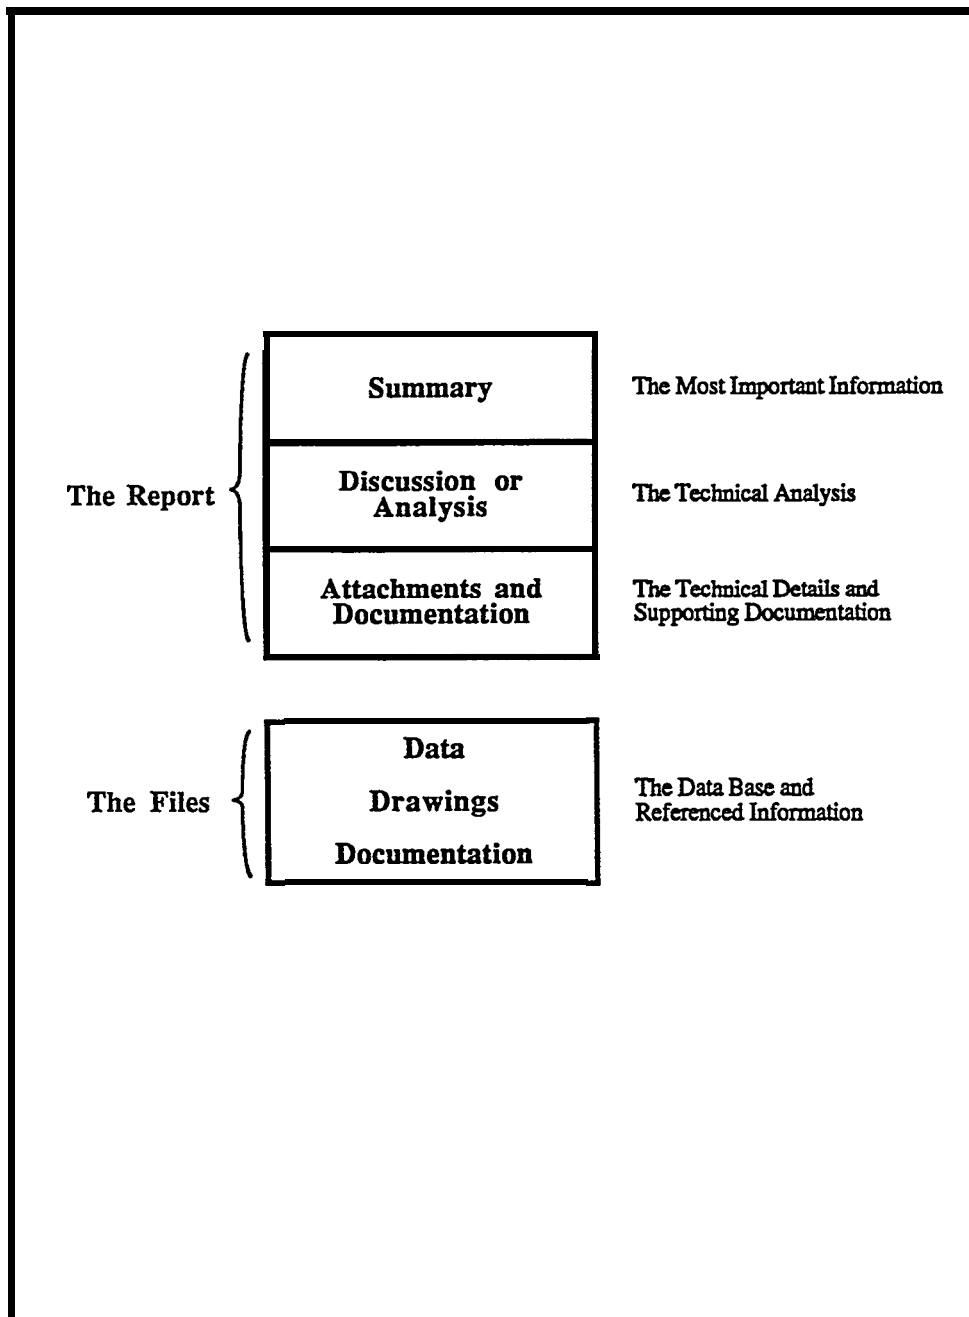 Summary
The Most Important Information
The Report
Discussion or
Analysis
The Technical Analysis
Attachments and
Documentation
The Technical Details and
Supporting Documentation
The Files
Data
Drawings
Documentation
The Data Base and
Referenced Information